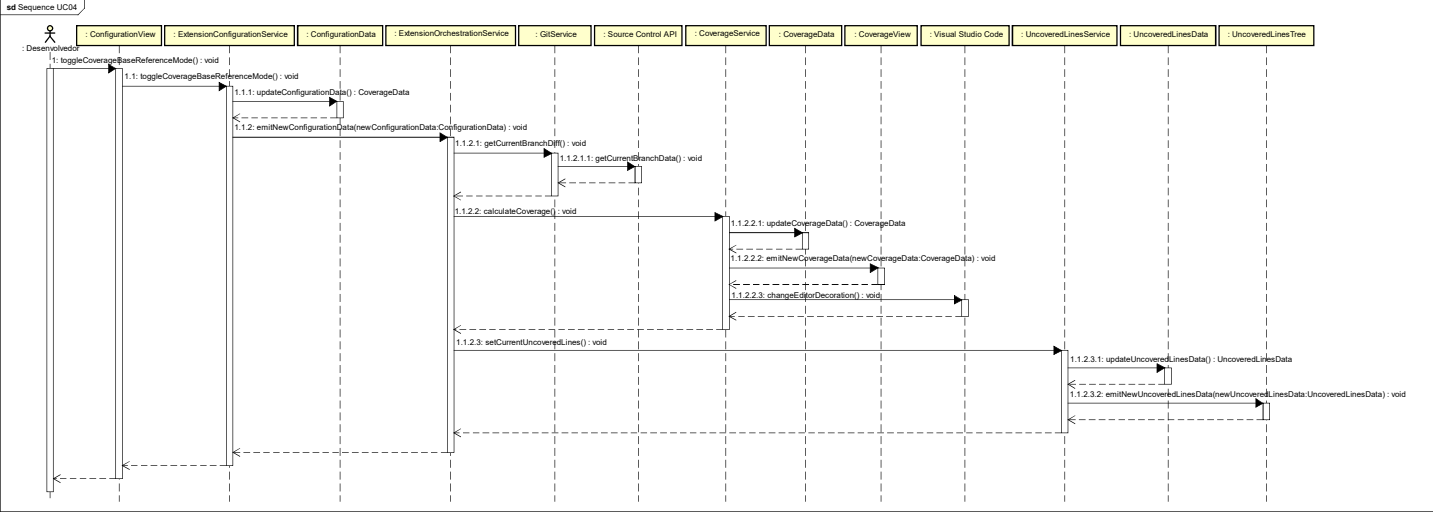 sd Sequence UC04
: Desenvolvedor
: ConfigurationView
: ExtensionConfigurationService
: ConfigurationData
: ExtensionOrchestrationService
: GitService
: Source Control API
: CoverageService
: CoverageData
: CoverageView
: Visual Studio Code
: UncoveredLinesService
: UncoveredLinesData
: UncoveredLinesTree
1: toggleCoverageBaseReferenceMode() : void
1.1: toggleCoverageBaseReferenceMode() : void
1.1.1: updateConfigurationData() : CoverageData
1.1.2: emitNewConfigurationData(newConfigurationData:ConfigurationData) : void
1.1.2.1: getCurrentBranchDiff() : void
1.1.2.1.1: getCurrentBranchData() : void
1.1.2.2: calculateCoverage() : void
1.1.2.2.1: updateCoverageData() : CoverageData
1.1.2.2.2: emitNewCoverageData(newCoverageData:CoverageData) : void
1.1.2.2.3: changeEditorDecoration() : void
1.1.2.3: setCurrentUncoveredLines() : void
1.1.2.3.1: updateUncoveredLinesData() : UncoveredLinesData
1.1.2.3.2: emitNewUncoveredLinesData(newUncoveredLinesData:UncoveredLinesData) : void